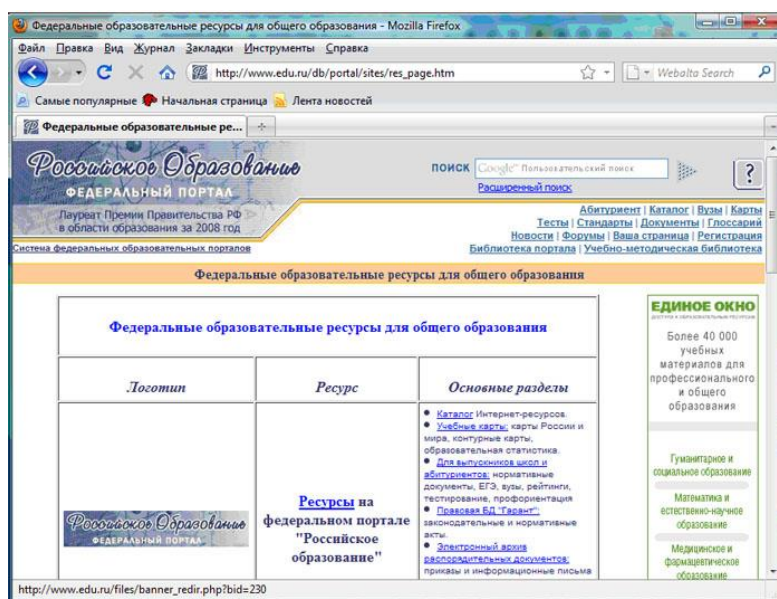 Федеральные образовательные ресурсы для общего образования - Mozilla Firefox
Файл Правка Вид Журнал Закладки Инструменты Справка
http://www.edu.ru/db/portal/sites/res_page.htm
Webalta Search
Самые популярные Начальная страница Лента новостей
Федеральные образовательные ре...
Российское Образование
ФЕДЕРАЛЬНЫЙ ПОРТАЛ
Лауреат Премии Правительства РФ
в области образования за 2008 год
Система федеральных образовательных порталов
ПОИСК Google Пользовательский поиск
?
Расширенный поиск
Абитуриент | Каталог | Вузы | Карты
Тесты | Стандарты | Документы | Глоссарий
Новости | Форумы | Ваша страница | Регистрация
Библиотека портала | Учебно-методическая библиотека
Федеральные образовательные ресурсы для общего образования
Федеральные образовательные ресурсы для общего образования
Логотип
Ресурс
Основные разделы
Российское Образование
ФЕДЕРАЛЬНЫЙ ПОРТАЛ
Ресурсы на
федеральном портале
"Российское
образование"
Каталог Интернет-ресурсов.
Учебные карты: карты России и
мира, контурные карты,
образовательная статистика.
Для выпускников школ и
абитуриентов: нормативные
документы, ЕГЭ, вузы, рейтинги,
тестирование, профориентация
Правовая БД "Гарант":
законодательные и нормативные
акты.
Электронный архив
распорядительных документов:
приказы и информационные письма
ЕДИНОЕ ОКНО
Более 40 000
учебных
материалов для
профессионального
и общего
образования
Гуманитарное и
социальное образование
Математика и
естественно-научное
образование
Медицинское и
фармацевтическое
образование
http://www.edu.ru/files/banner_redir.php?bid=230